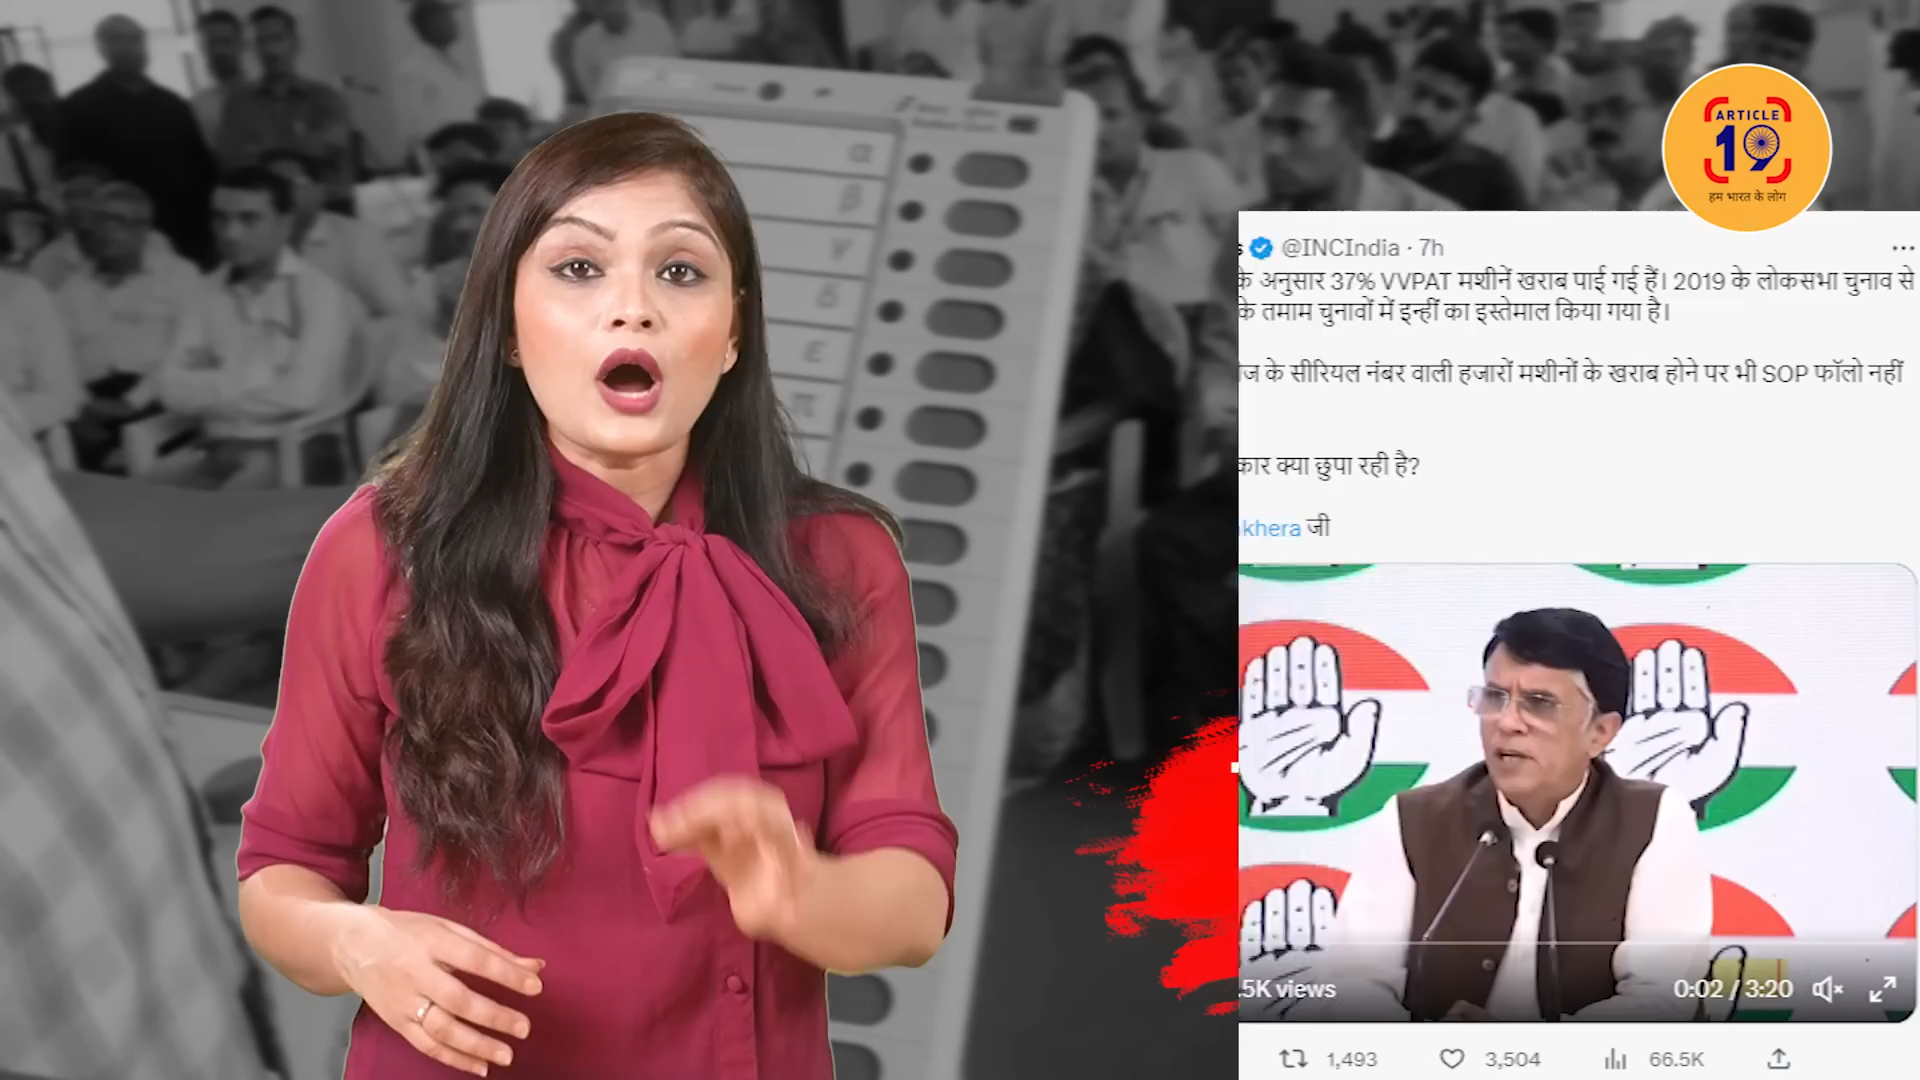 ARTICLE
19
हम भारत के लोग
@INCIndia · 7h
के अनुसार 37% VVPAT मशीनें खराब पाई गई हैं। 2019 के लोकसभा चुनाव से
के तमाम चुनावों में इन्हीं का इस्तेमाल किया गया है।
के सीरियल नंबर वाली हजारों मशीनों के खराब होने पर भी SOP फॉलो नहीं
क्या छुपा रही है?
khera जी
.5K views
0:02 / 3:20
1,493
3,504
66.5K
α
β
γ
δ
ε
π